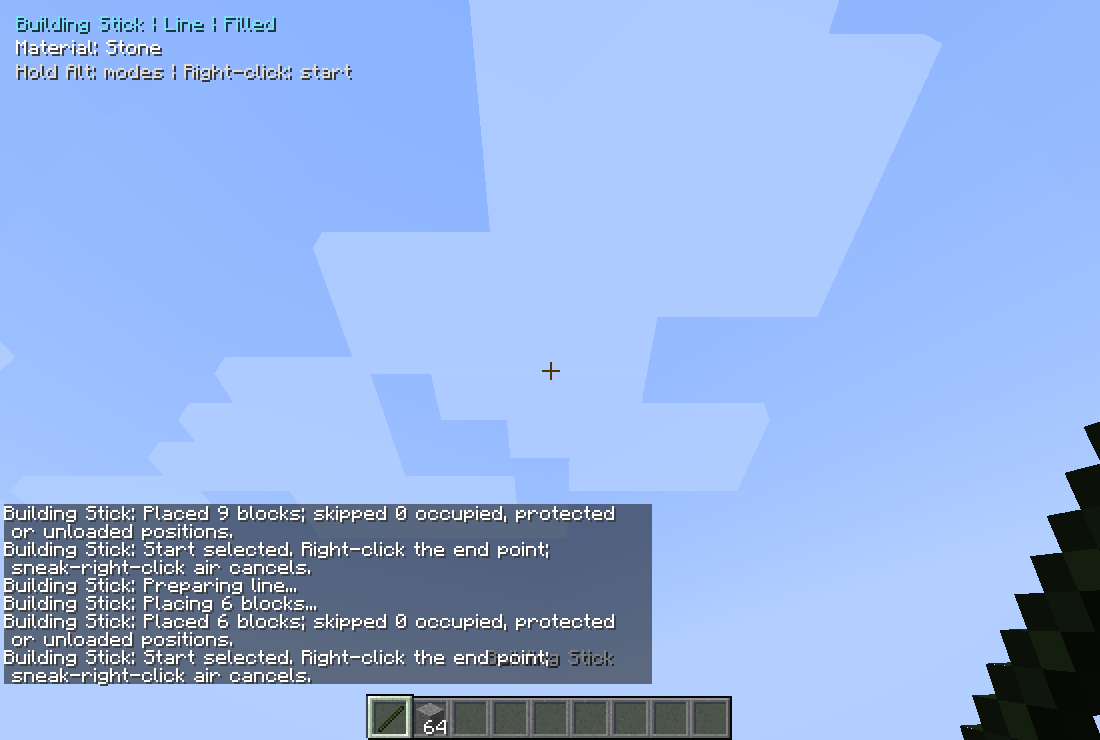 Building Stick | Line | Filled
Material: Stone
Hold Alt: modes | Right-click: start
Building Stick: Placed 9 blocks; skipped 0 occupied, protected
or unloaded positions.
Building Stick: Start selected. Right-click the end point;
sneak-right-click air cancels.
Building Stick: Preparing line...
Building Stick: Placing 6 blocks...
Building Stick: Placed 6 blocks; skipped 0 occupied, protected
or unloaded positions.
Building Stick: Start selected. Right-click the end point;
sneak-right-click air cancels.
Building Stick
64